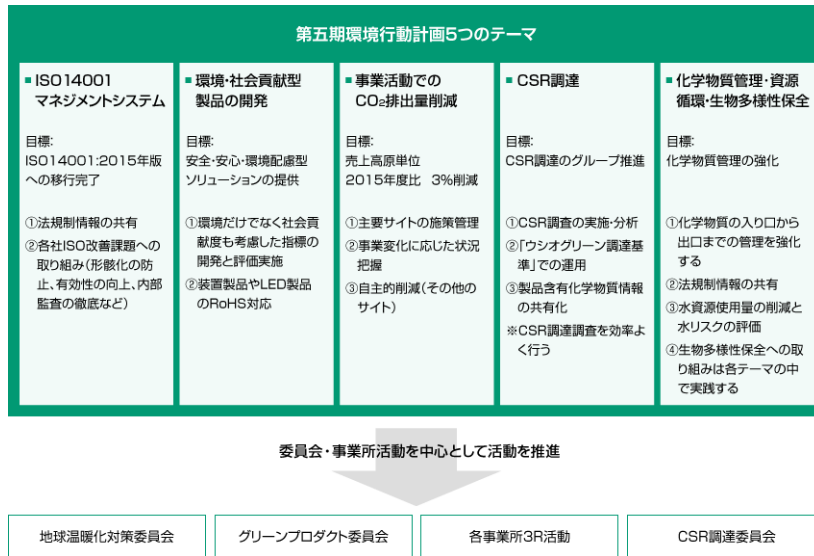 第五期環境行動計画5つのテーマ
■ISO14001
マネジメントシステム
目標:
ISO14001:2015年版
への移行完了
①法規制情報の共有
②各社ISO改善課題への
取り組み(形骸化の防
止、有効性の向上、内部
監査の徹底など)
■環境・社会貢献型
製品の開発
目標:
安全・安心・環境配慮型
ソリューションの提供
①環境だけでなく社会貢
献度も考慮した指標の
開発と評価実施
②装置製品やLED製品
のRoHS対応
■事業活動での
CO₂排出量削減
目標:
売上高原単位
2015年度比 3%削減
①主要サイトの施策管理
②事業変化に応じた状況
把握
③自主的削減(その他の
サイト)
■CSR調達
目標:
CSR調達のグループ推進
①CSR調査の実施・分析
②「ウシオグリーン調達基
準」での運用
③製品含有化学物質情報
の共有化
※CSR調達調査を効率よ
く行う
■化学物質管理・資源
循環・生物多様性保全
目標:
化学物質管理の強化
①化学物質の入り口から
出口までの管理を強化
する
②法規制情報の共有
③水資源使用量の削減と
水リスクの評価
④生物多様性保全への取
り組みは各テーマの中
で実践する
委員会・事業所活動を中心として活動を推進
地球温暖化対策委員会
グリーンプロダクト委員会
各事業所3R活動
CSR調達委員会